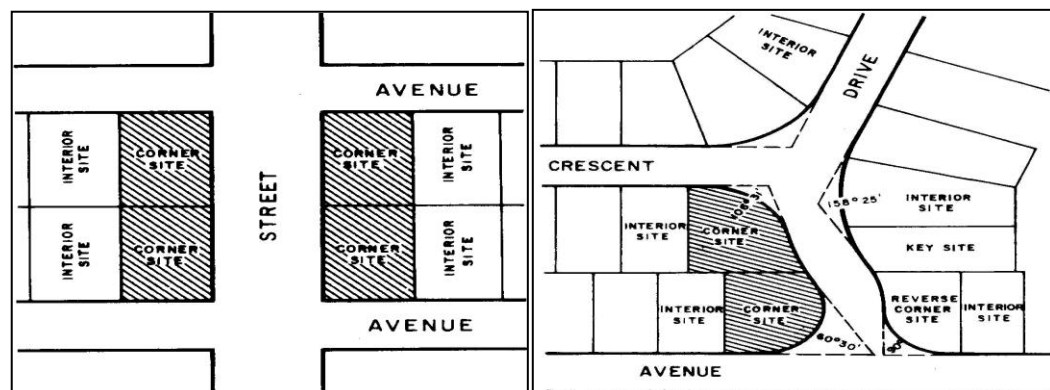 AVENUE
INTERIOR
SITE
CORNER
SITE
CORNER
SITE
INTERIOR
SITE
STREET
INTERIOR
SITE
CORNER
SITE
CORNER
SITE
INTERIOR
SITE
AVENUE
INTERIOR
SITE
DRIVE
CRESCENT
158° 25'
INTERIOR
SITE
INTERIOR
SITE
CORNER
SITE
KEY SITE
INTERIOR
SITE
CORNER
SITE
REVERSE
CORNER
SITE
INTERIOR
SITE
60° 30'
90°
AVENUE